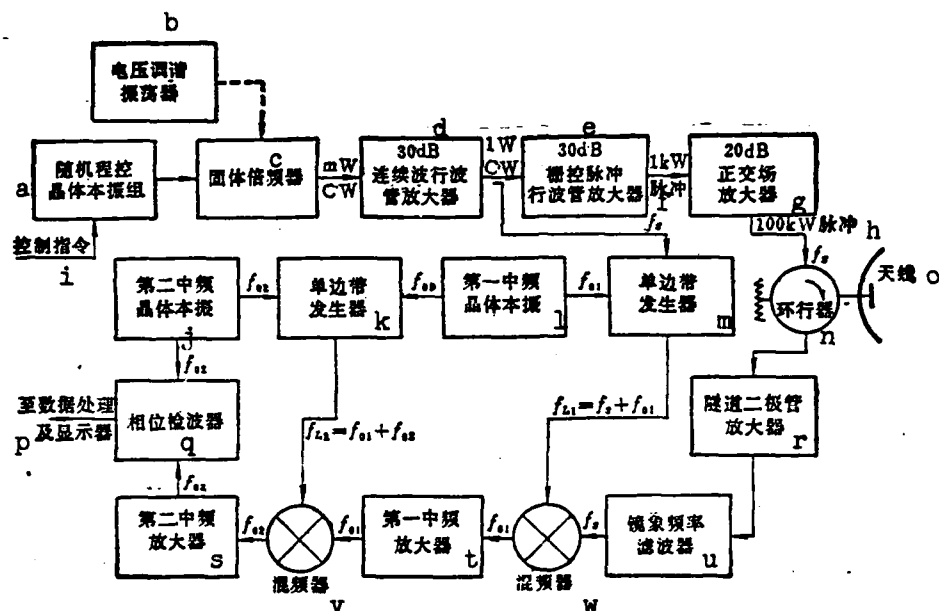 b
电压调谐
振荡器
a
随机程控
晶体本振组
控制指令
i
c
固体倍频器
mW
CW
d
30dB
连续波行波
管放大器
1W
CW
e
30dB
栅控脉冲
行波管放大器
1kW
脉冲
f
20dB
正交场
放大器
g
100kW脉冲
h
fs
fs
天线 o
环行器
n
第二中频
晶体本振
j
f02
单边带
发生器
k
第一中频
晶体本振
l
f01
单边带
发生器
m
f02
至数据处理
及显示器
p
相位检波器
q
fL2=f01+f02
fL1=fs+f01
隧道二极管
放大器
r
f02
第二中频
放大器
s
f02
混频器
v
f01
第一中频
放大器
t
f01
混频器
w
fs
镜象频率
滤波器
u